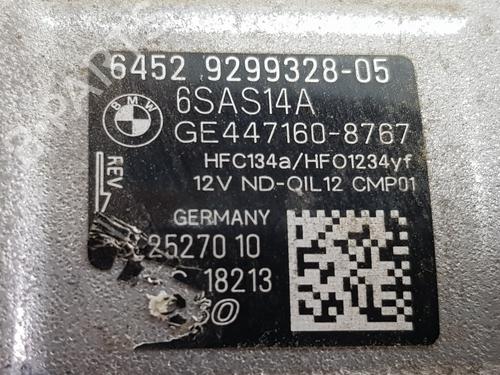 6452 9299328-05
BMW
6SAS14A
GE447160-8767
HFC134a/HFO1234yf
12V ND-OIL12 CMP01
REV
GERMANY
2527010
18213